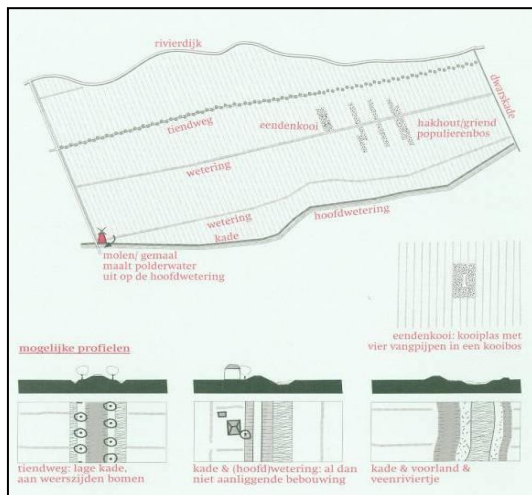 rivierdijk
dwarskade
tiendweg
eendenkooi
hakhout/griend
populierenbos
wetering
wetering
hoofdwetering
kade
molen/ gemaal
maalt polderwater
uit op de hoofdwetering
eendenkooi: kooiplas met
vier vangpijpen in een kooibos
mogelijke profielen
tiendweg: lage kade,
aan weerszijden bomen
kade & (hoofd)wetering: al dan
niet aanliggende bebouwing
kade & voorland &
veenriviertje